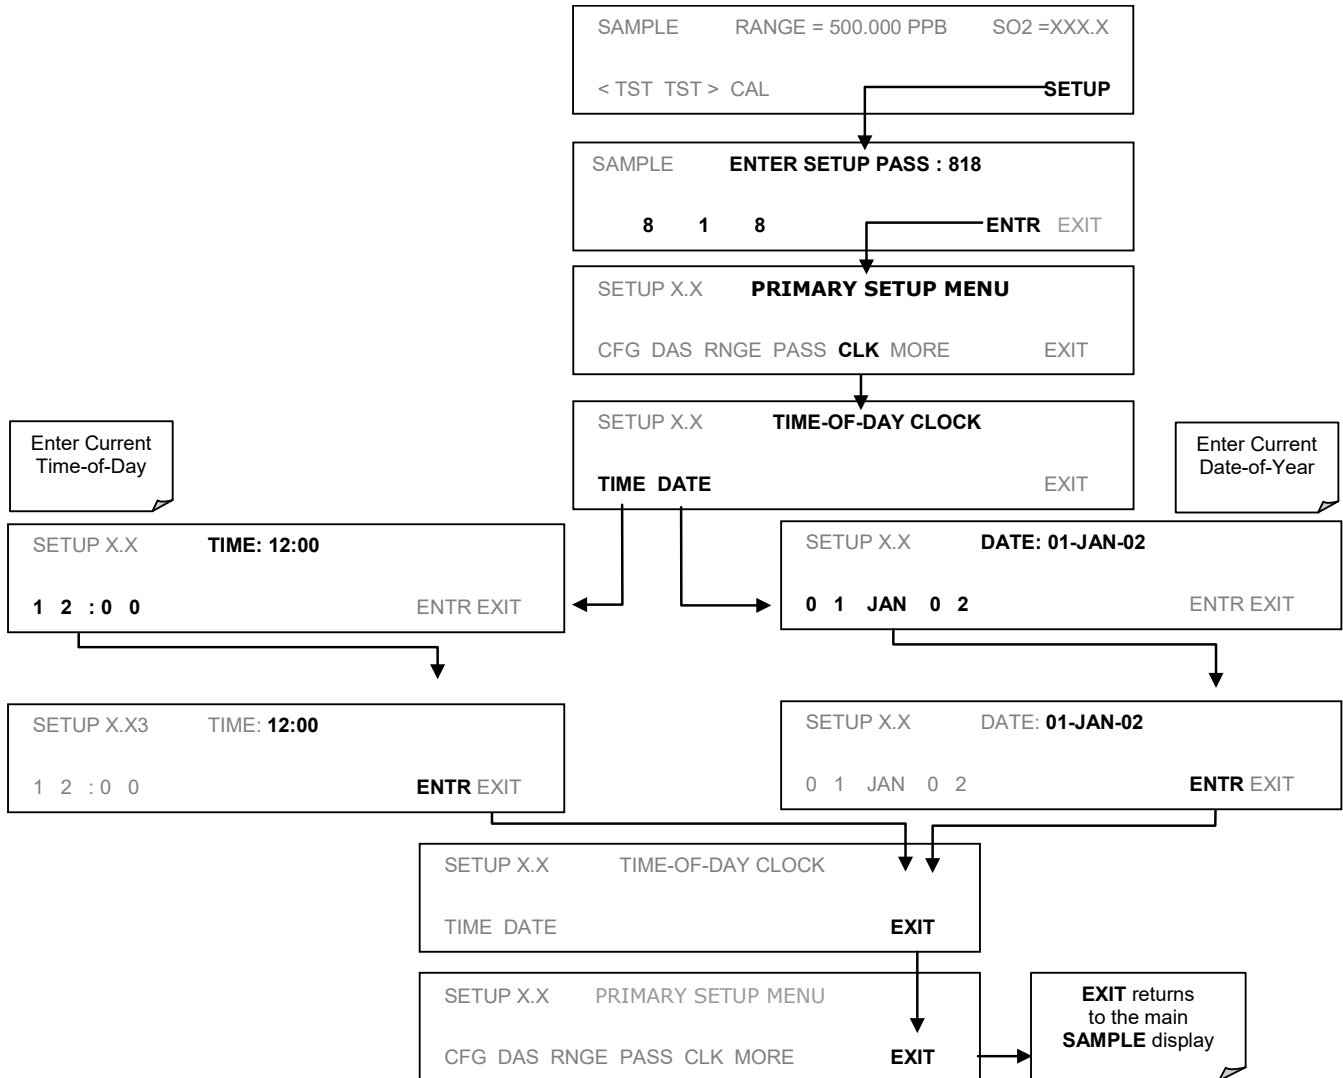 SAMPLE RANGE = 500.000 PPB SO2 =XXX.X
< TST TST > CAL SETUP
SAMPLE ENTER SETUP PASS : 818
8 1 8 ENTR EXIT
SETUP X.X PRIMARY SETUP MENU
CFG DAS RNGE PASS CLK MORE EXIT
SETUP X.X TIME-OF-DAY CLOCK
TIME DATE EXIT
Enter Current
Time-of-Day
Enter Current
Date-of-Year
SETUP X.X TIME: 12:00
1 2 : 0 0 ENTR EXIT
SETUP X.X DATE: 01-JAN-02
0 1 JAN 0 2 ENTR EXIT
SETUP X.X3 TIME: 12:00
1 2 : 0 0 ENTR EXIT
SETUP X.X DATE: 01-JAN-02
0 1 JAN 0 2 ENTR EXIT
SETUP X.X TIME-OF-DAY CLOCK
TIME DATE EXIT
SETUP X.X PRIMARY SETUP MENU
CFG DAS RNGE PASS CLK MORE EXIT
EXIT returns
to the main
SAMPLE display